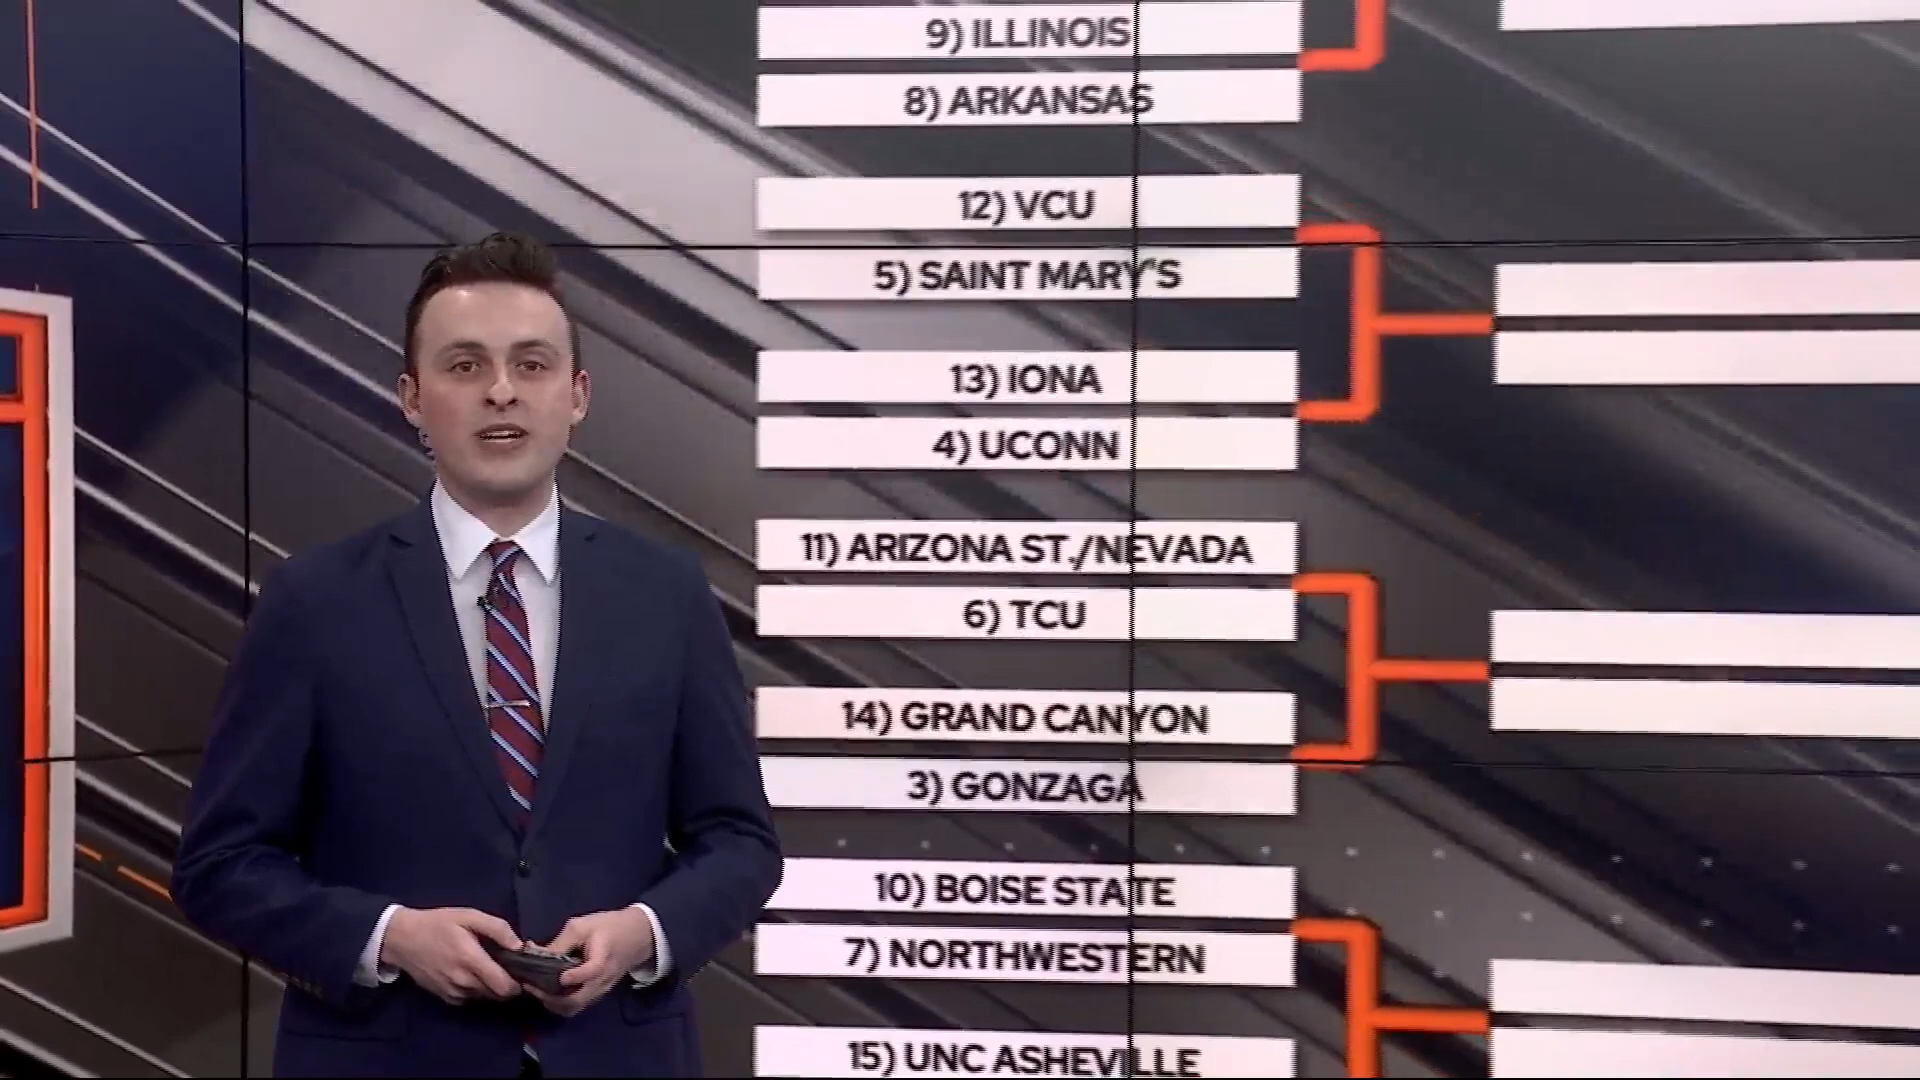 9) ILLINOIS
8) ARKANSAS
12) VCU
5) SAINT MARY'S
13) IONA
4) UCONN
11) ARIZONA ST./NEVADA
6) TCU
14) GRAND CANYON
3) GONZAGA
10) BOISE STATE
7) NORTHWESTERN
15) UNC ASHEVILLE